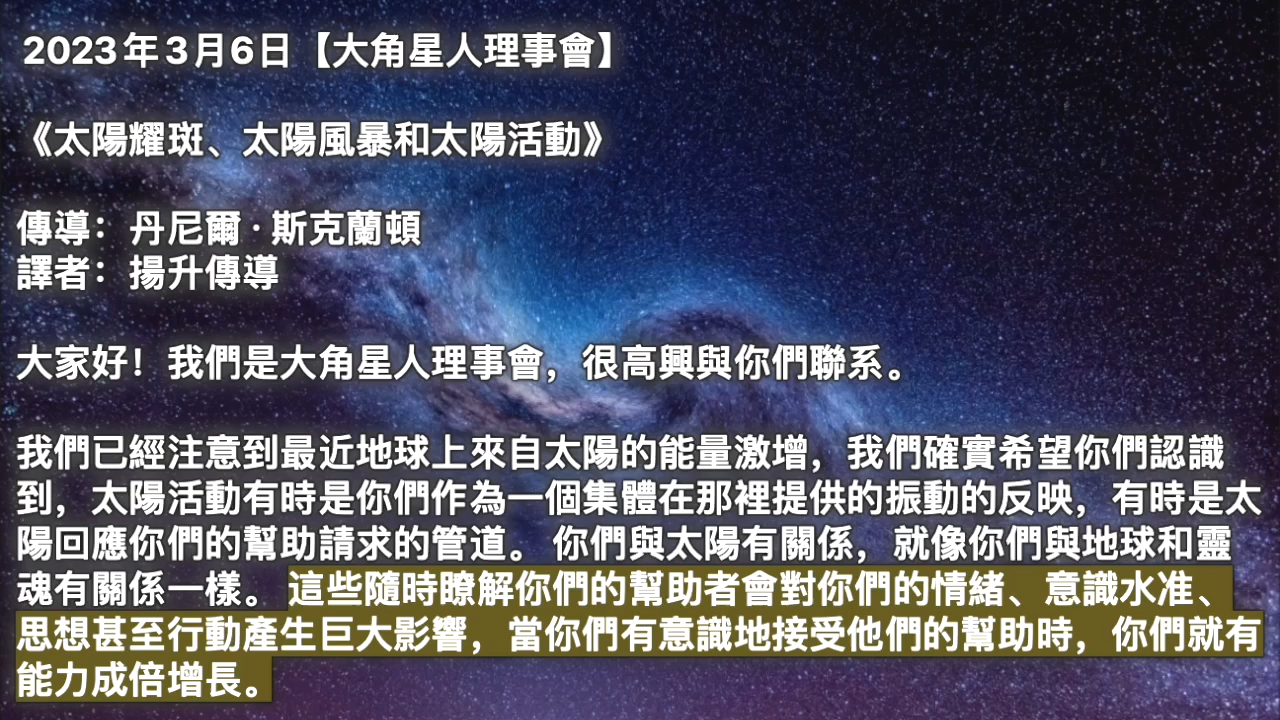 2023年3月6日【大角星人理事會】
《太陽耀斑、太陽風暴和太陽活動》
傳導：丹尼爾·斯克蘭頓
譯者：揚升傳導
大家好！我們是大角星人理事會，很高興與你們聯系。
我們已經注意到最近地球上來自太陽的能量激增，我們確實希望你們認識
到，太陽活動有時是你們作為一個集體在那裡提供的振動的反映，有時是太
陽回應你們的幫助請求的管道。 你們與太陽有關係，就像你們與地球和靈
魂有關係一樣。 這些隨時瞭解你們的幫助者會對你們的情緒、意識水准、
思想甚至行動產生巨大影響，當你們有意識地接受他們的幫助時，你們就有
能力成倍增長。